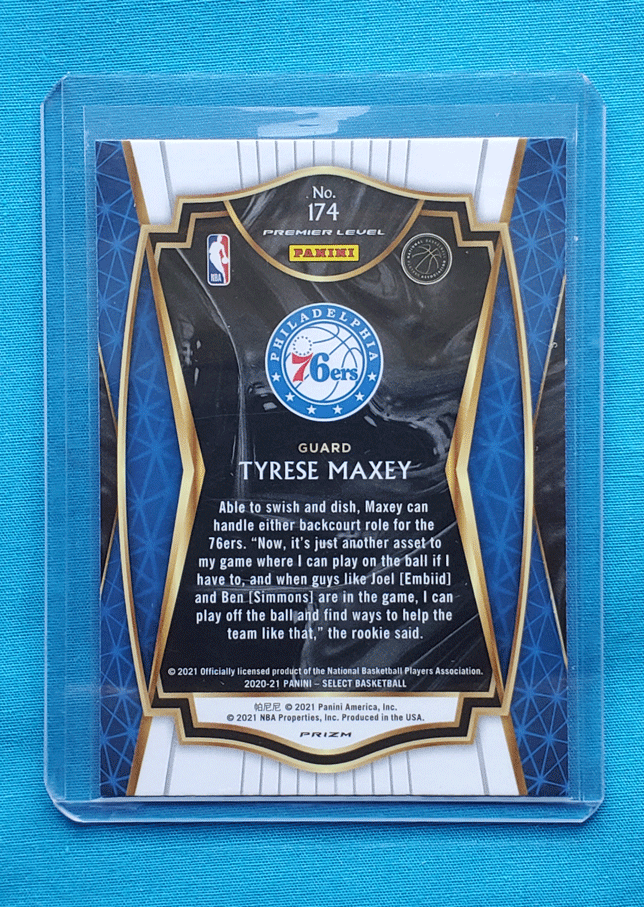 No.
174
PREMIER LEVEL
PANINI
NBA
NATIONAL BASKETBALL
PLAYERS ASSOCIATION
PHILADELPHIA
76ers
GUARD
TYRESE MAXEY
Able to swish and dish, Maxey can
handle either backcourt role for the
76ers. “Now, it’s just another asset to
my game where I can play on the ball if I
have to, and when guys like Joel [Embiid]
and Ben [Simmons] are in the game, I can
play off the ball and find ways to help the
team like that,” the rookie said.
© 2021 Officially licensed product of the National Basketball Players Association.
2020-21 PANINI – SELECT BASKETBALL
帕尼尼 © 2021 Panini America, Inc.
© 2021 NBA Properties, Inc. Produced in the USA.
PRIZM